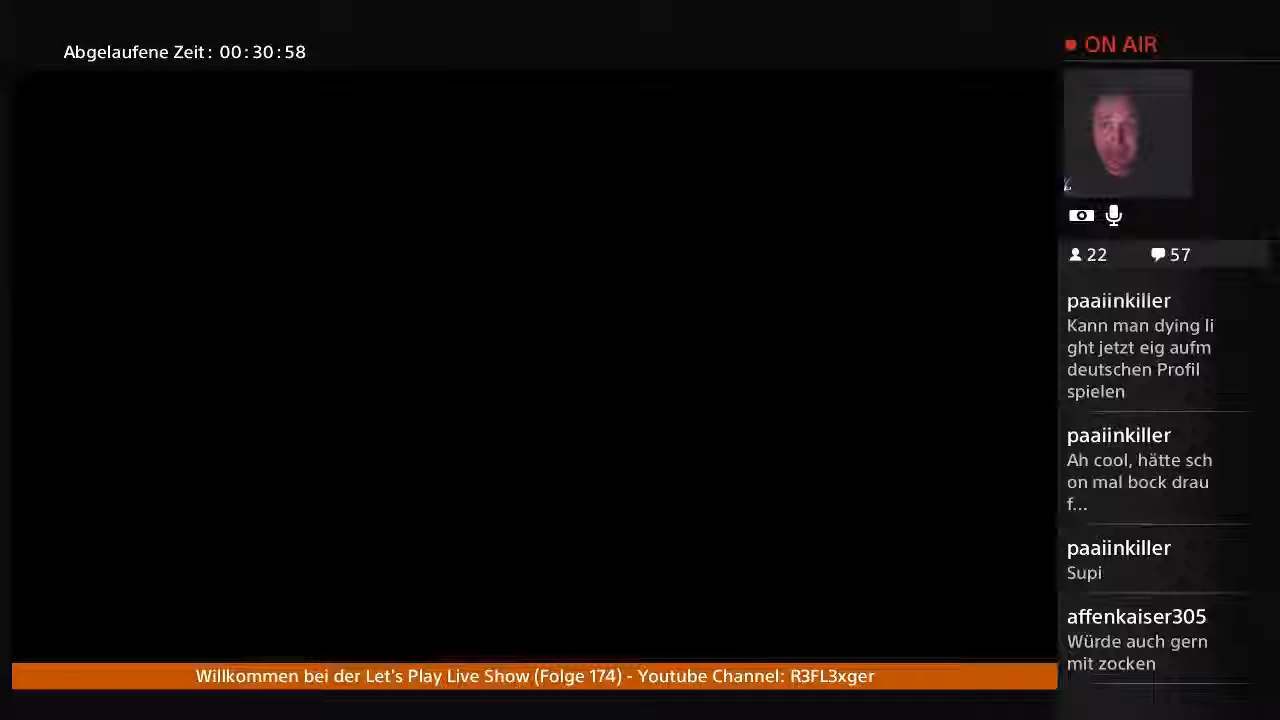 Abgelaufene Zeit: 00:30:58
ON AIR
22
57
paaiinkiller
Kann man dying li
ght jetzt eig aufm
deutschen Profil
spielen
paaiinkiller
Ah cool, hätte sch
on mal bock drau
f...
paaiinkiller
Supi
affenkaiser305
Würde auch gern
mit zocken
Willkommen bei der Let's Play Live Show (Folge 174) - Youtube Channel: R3FL3xger